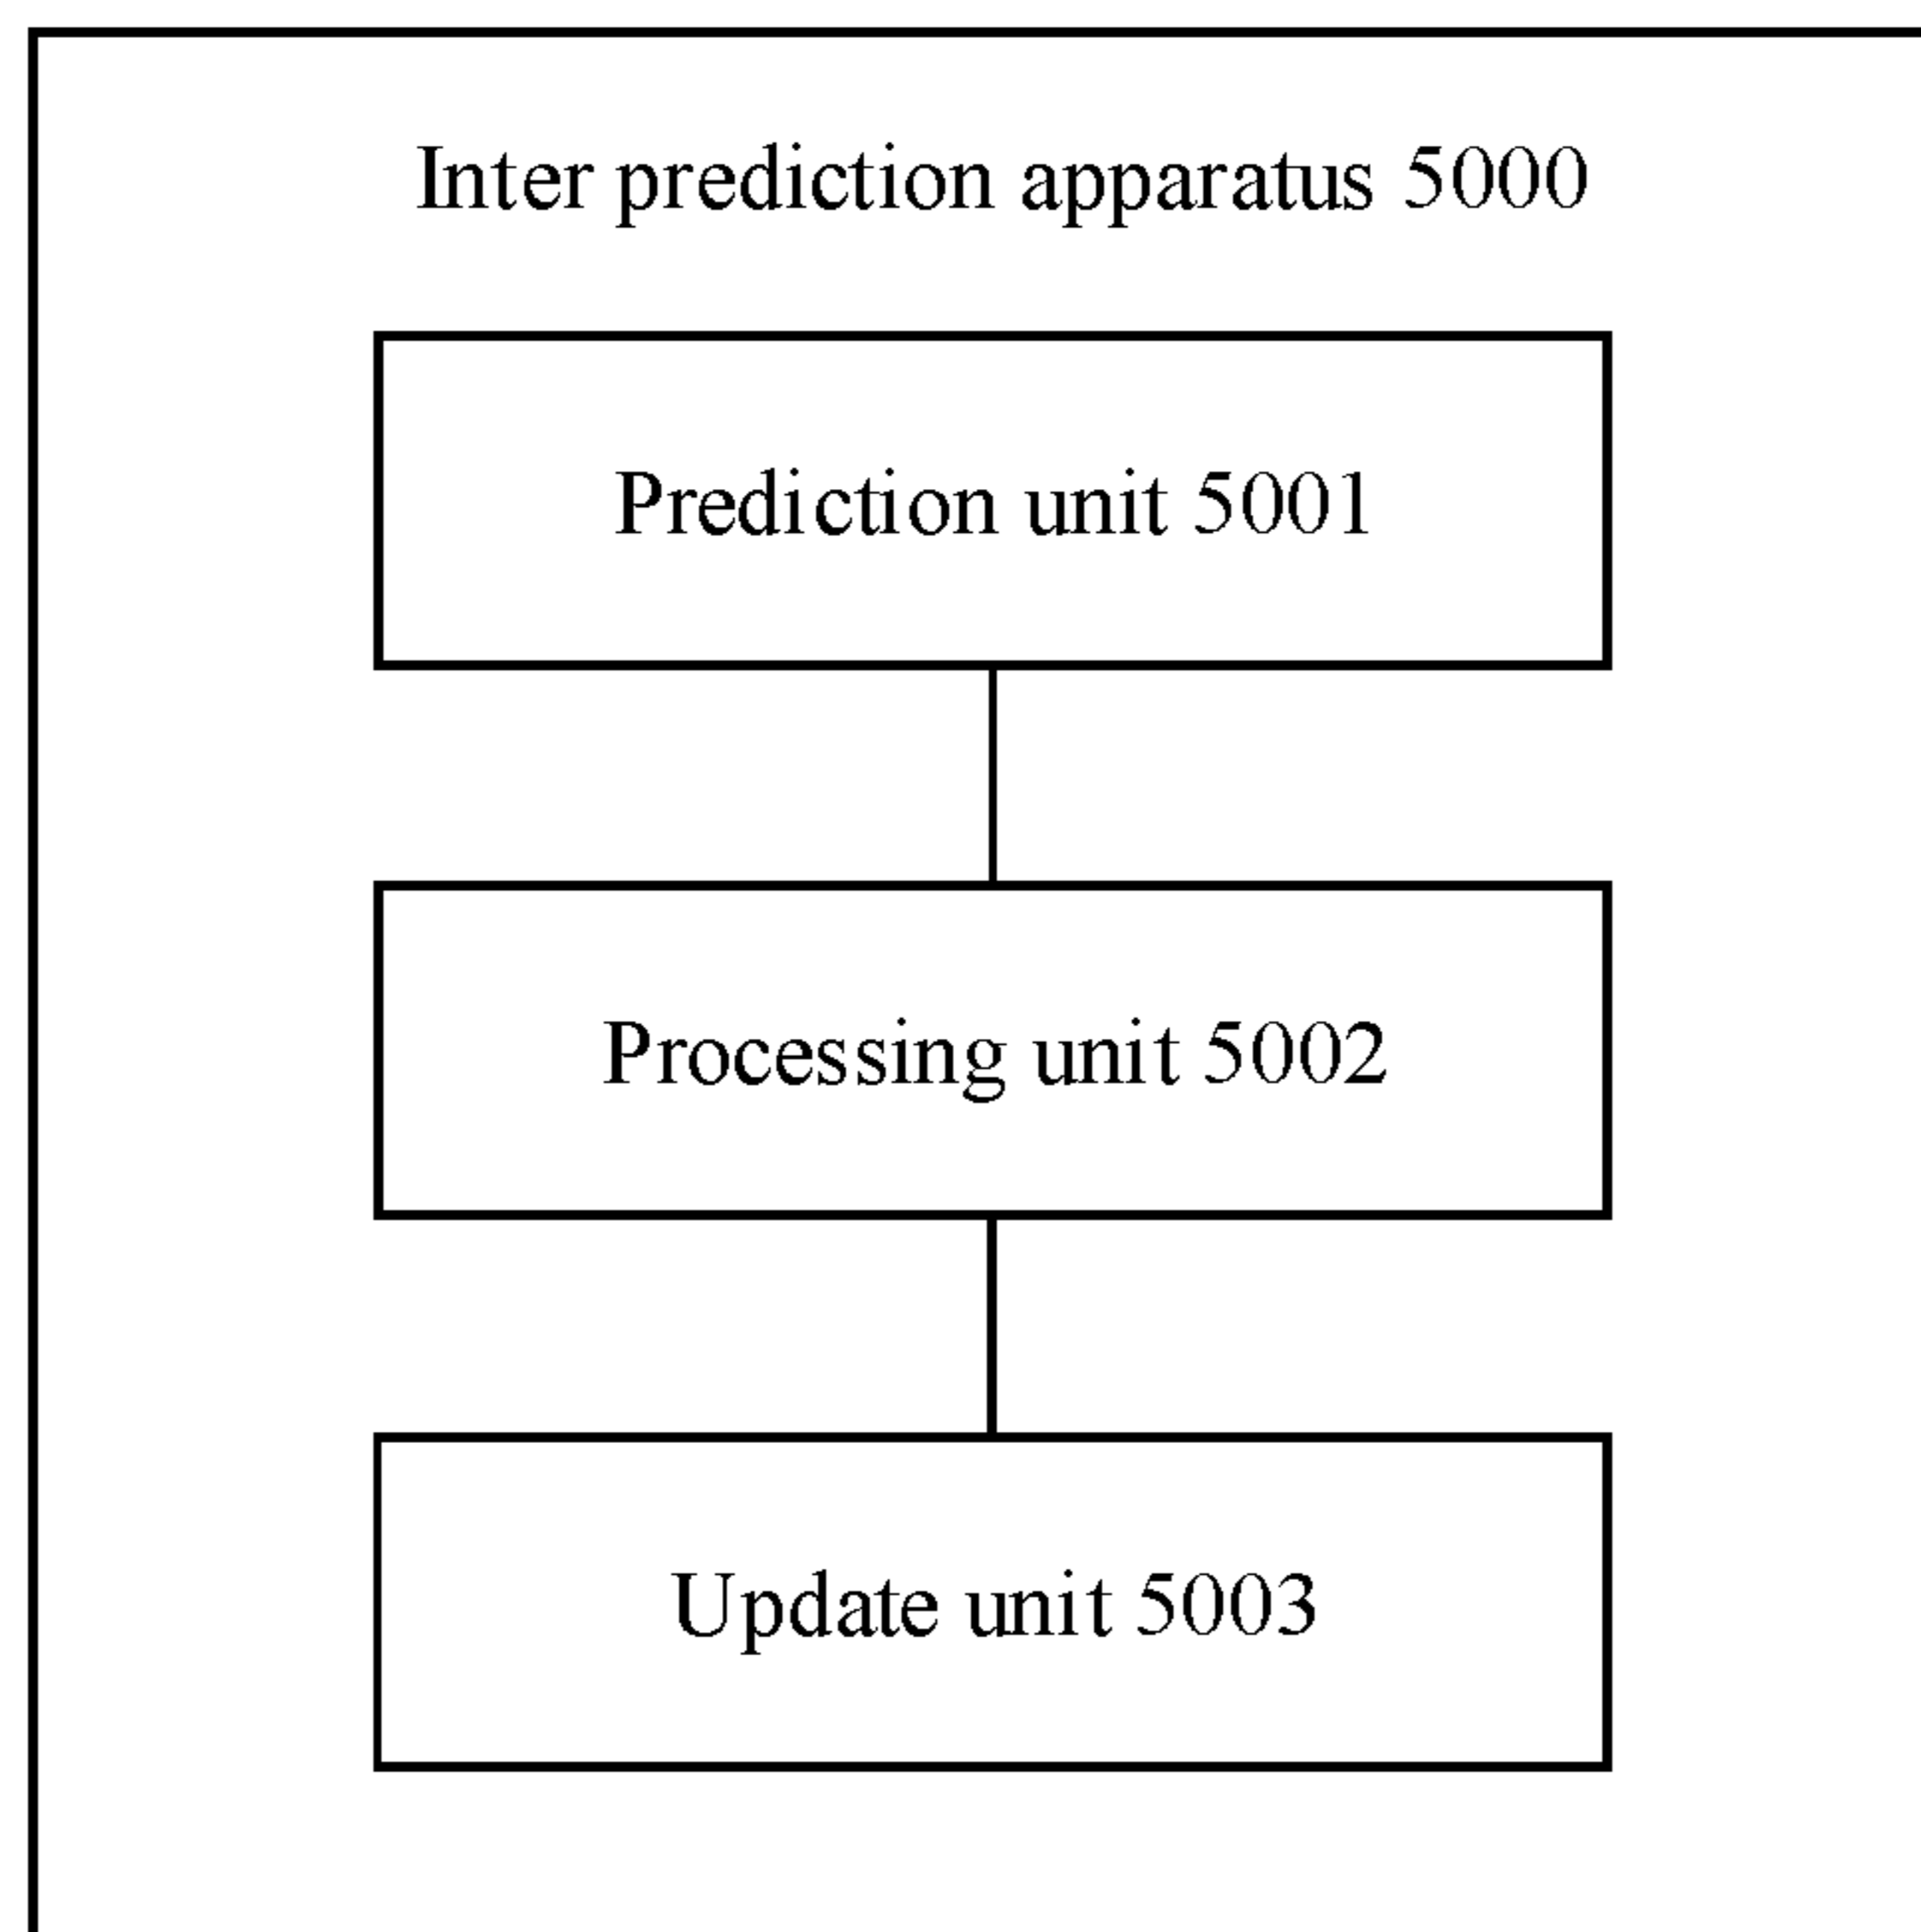 Inter prediction apparatus 5000
Prediction unit 5001
Processing unit 5002
Update unit 5003